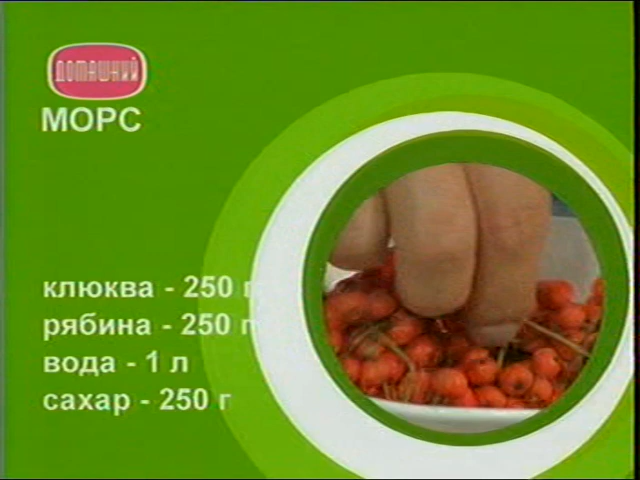 ДОМАШНИЙ
МОРС
клюква - 250 г
рябина - 250 г
вода - 1 л
сахар - 250 г